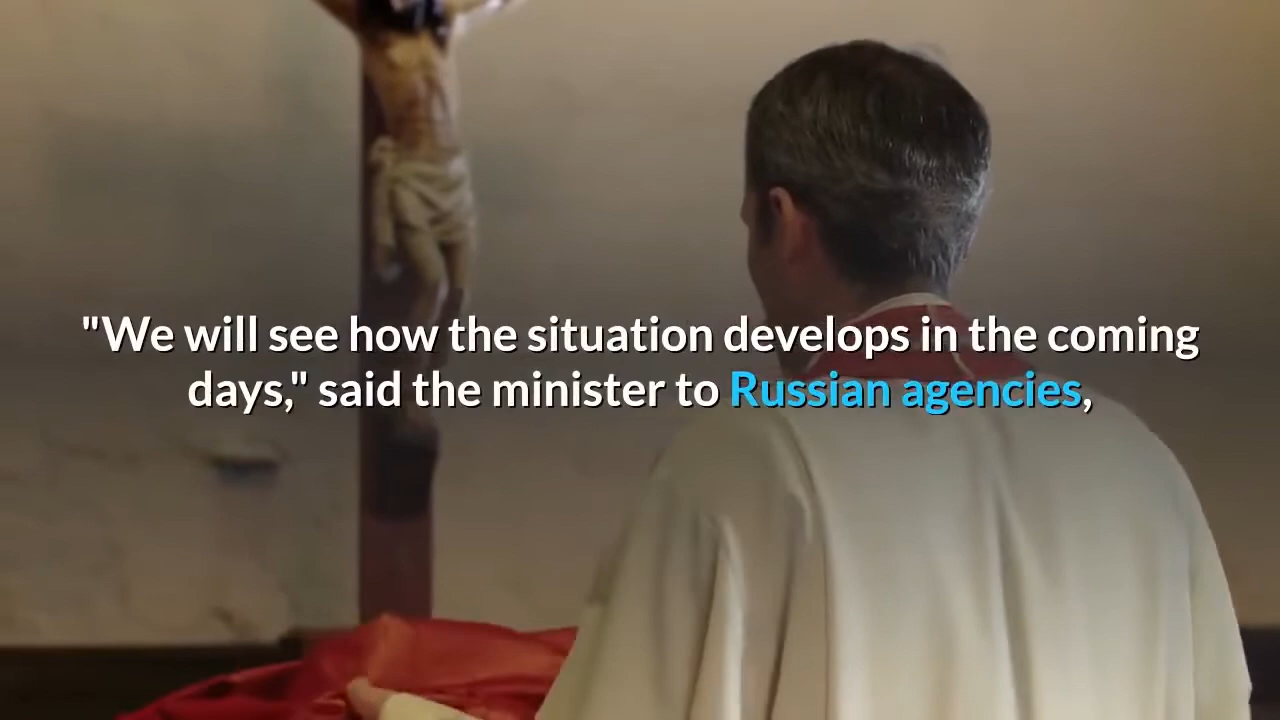 "We will see how the situation develops in the coming
days," said the minister to Russian agencies,